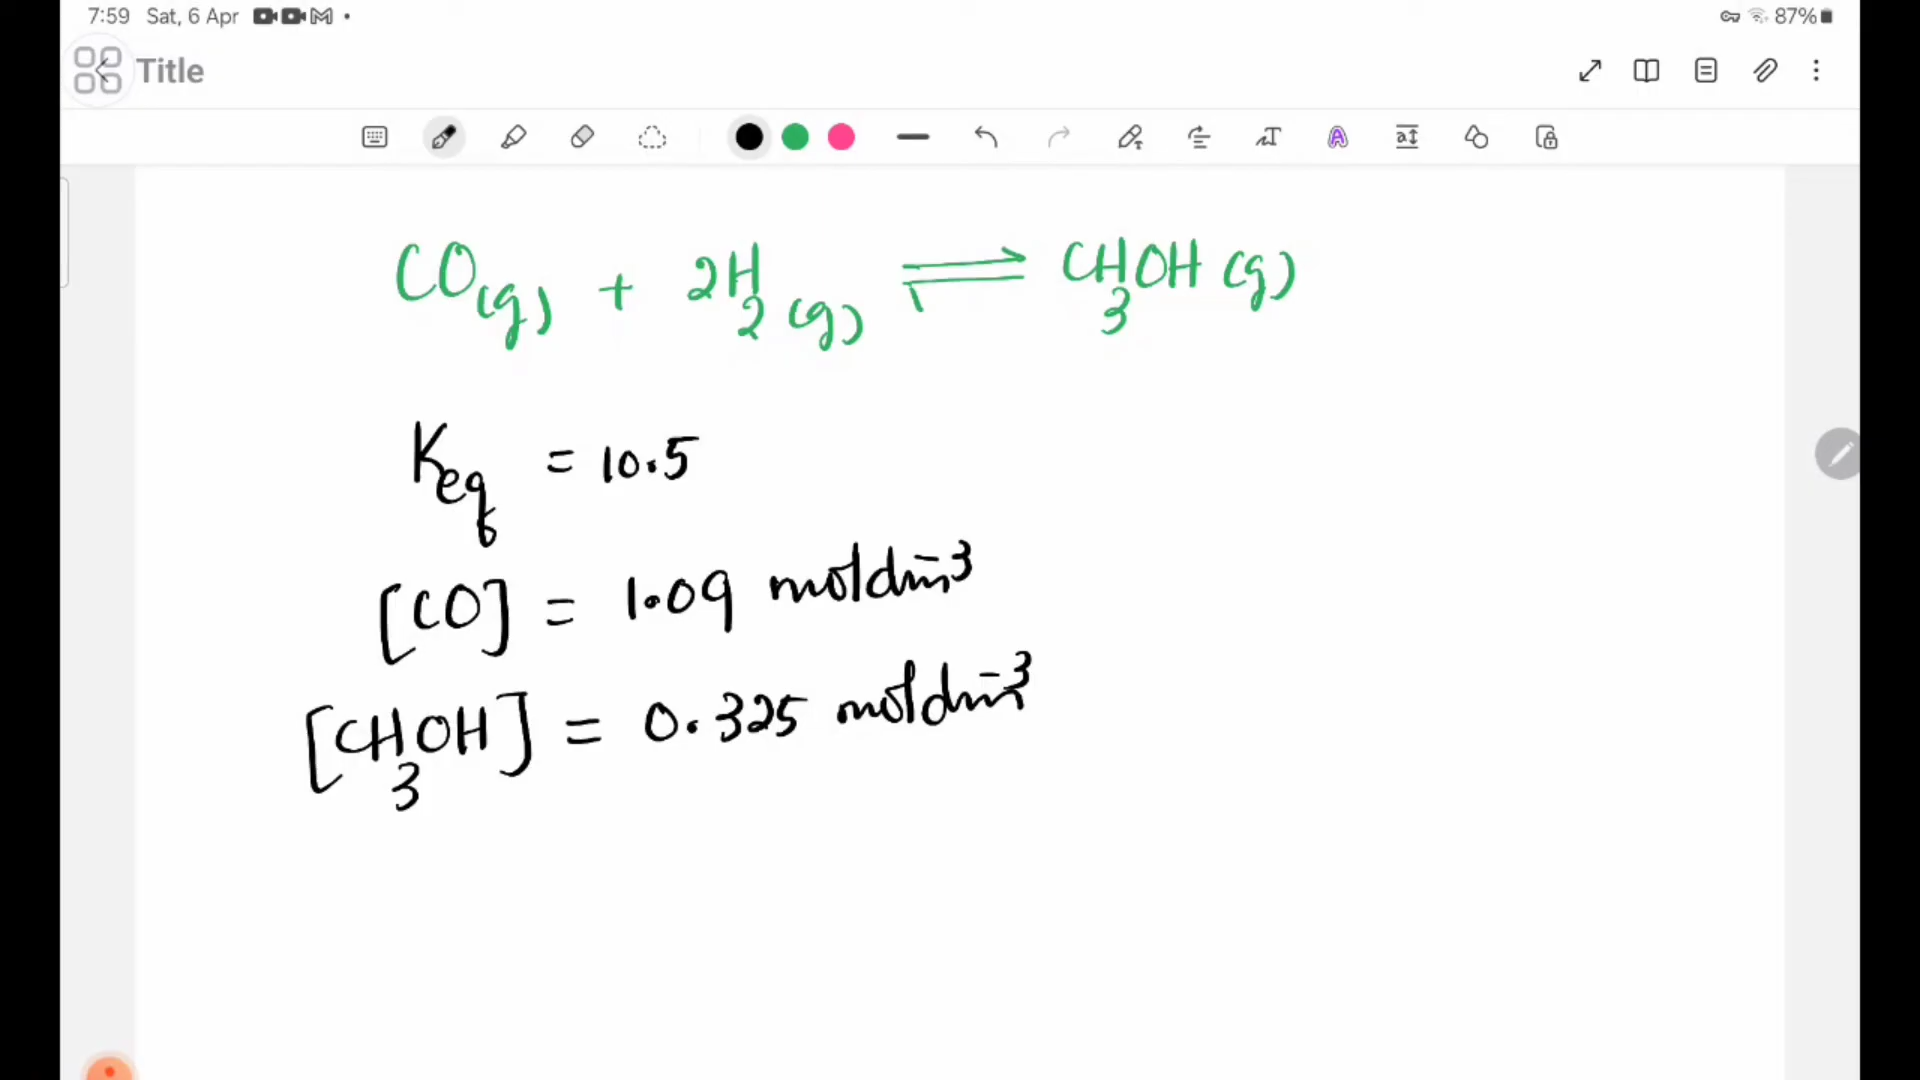 7:59 Sat, 6 Apr
87%
Title
CO(g) + 2H2(g) ⇌ CH3OH(g)
Keq = 10.5
[CO] = 1.09 moldm-3
[CH3OH] = 0.325 moldm-3